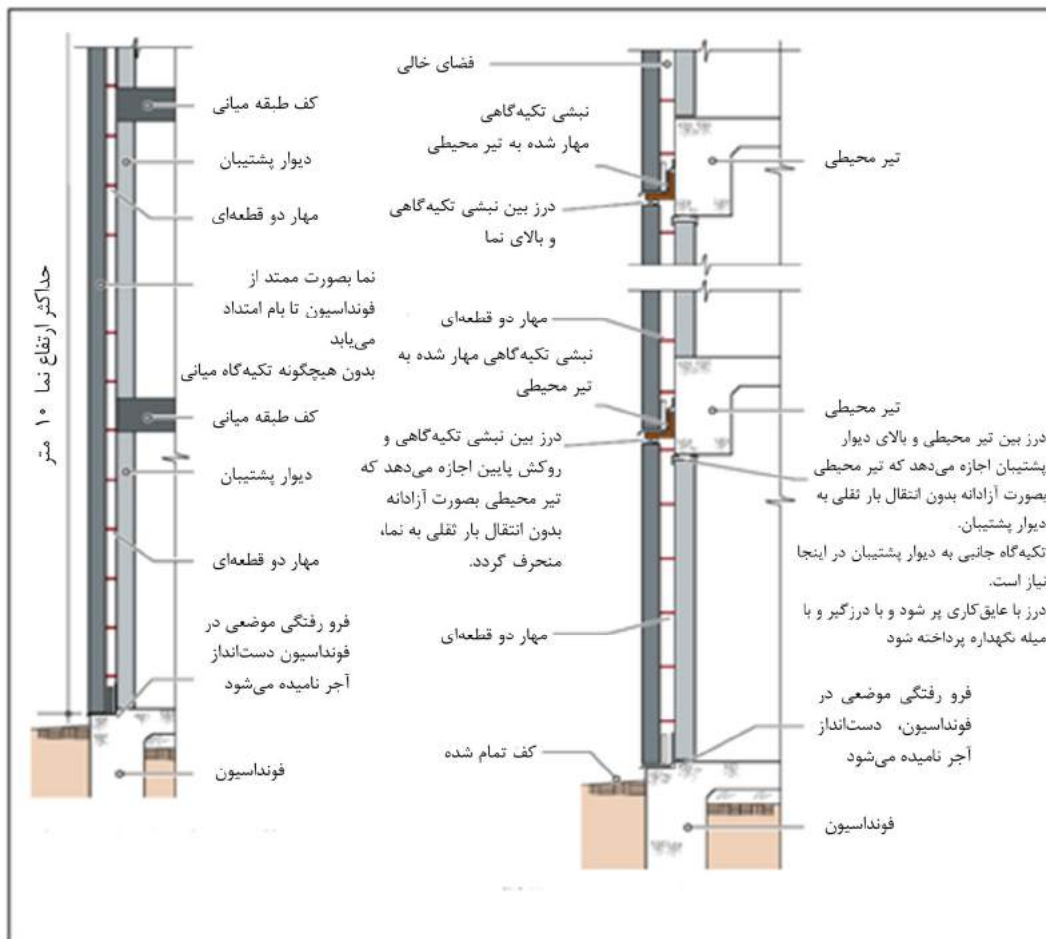 حداکثر ارتفاع نما ۱۰ متر
کف طبقه میانی
دیوار پشتیبان
مهار دو قطعه‌ای
نما بصورت ممتد از
فونداسیون تا بام امتداد
می‌یابد
بدون هیچگونه تکیه‌گاه میانی
کف طبقه میانی
دیوار پشتیبان
مهار دو قطعه‌ای
فرو رفتگی موضعی در
فونداسیون دست‌انداز
آجر نامیده می‌شود
فونداسیون
فضای خالی
نبشی تکیه‌گاهی
مهار شده به تیر محیطی
درز بین نبشی تکیه‌گاهی
و بالای نما
مهار دو قطعه‌ای
نبشی تکیه‌گاهی مهار شده به
تیر محیطی
درز بین نبشی تکیه‌گاهی و
روکش پایین اجازه می‌دهد که
تیر محیطی بصورت آزادانه
بدون انتقال بار ثقلی به نما،
منحرف گردد.
مهار دو قطعه‌ای
کف تمام شده
تیر محیطی
تیر محیطی
درز بین تیر محیطی و بالای دیوار
پشتیبان اجازه می‌دهد که تیر محیطی
بصورت آزادانه بدون انتقال بار ثقلی به
دیوار پشتیبان.
تکیه‌گاه جانبی به دیوار پشتیبان در اینجا
نیاز است.
درز با عایق‌کاری پر شود و با درزگیر و با
میله نگهداره پرداخته شود
فرو رفتگی موضعی در
فونداسیون، دست‌انداز
آجر نامیده می‌شود
فونداسیون